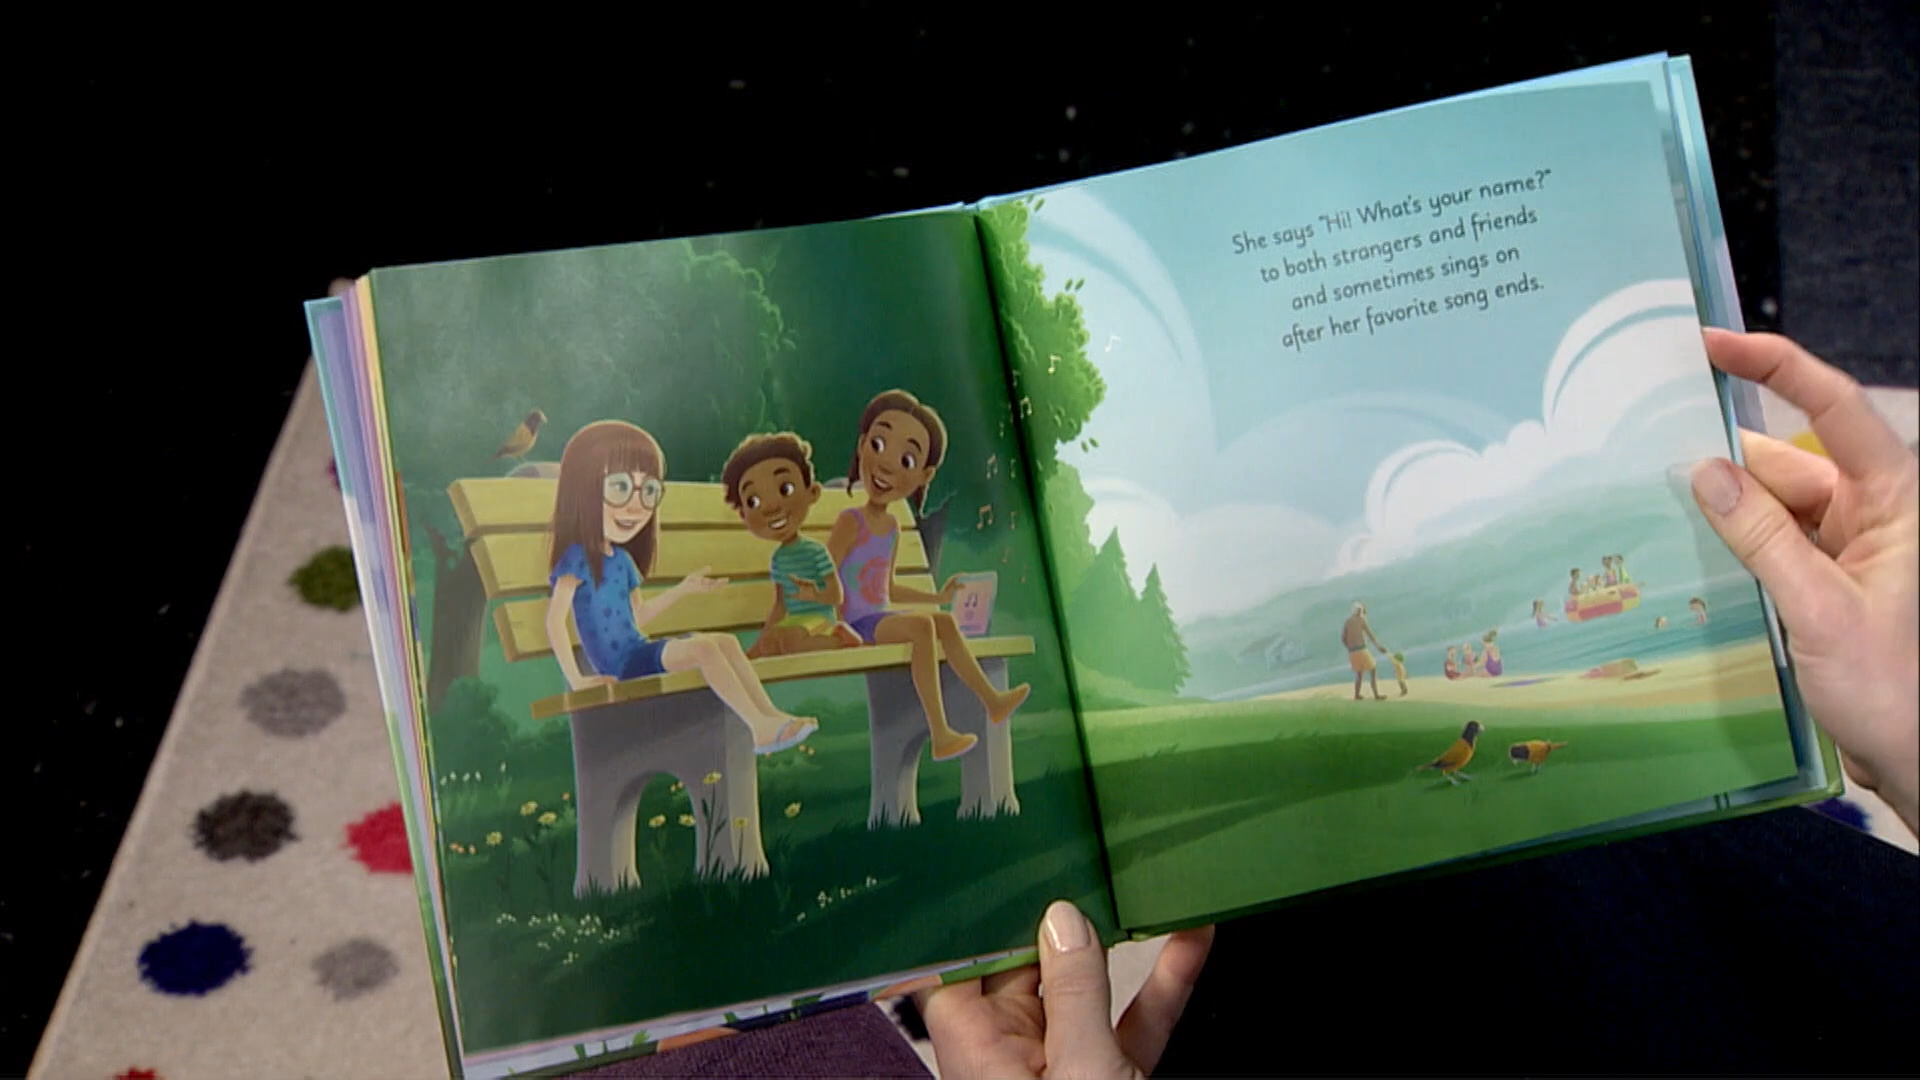 She says "Hi! What's your name?"
to both strangers and friends
and sometimes sings on
after her favorite song ends.